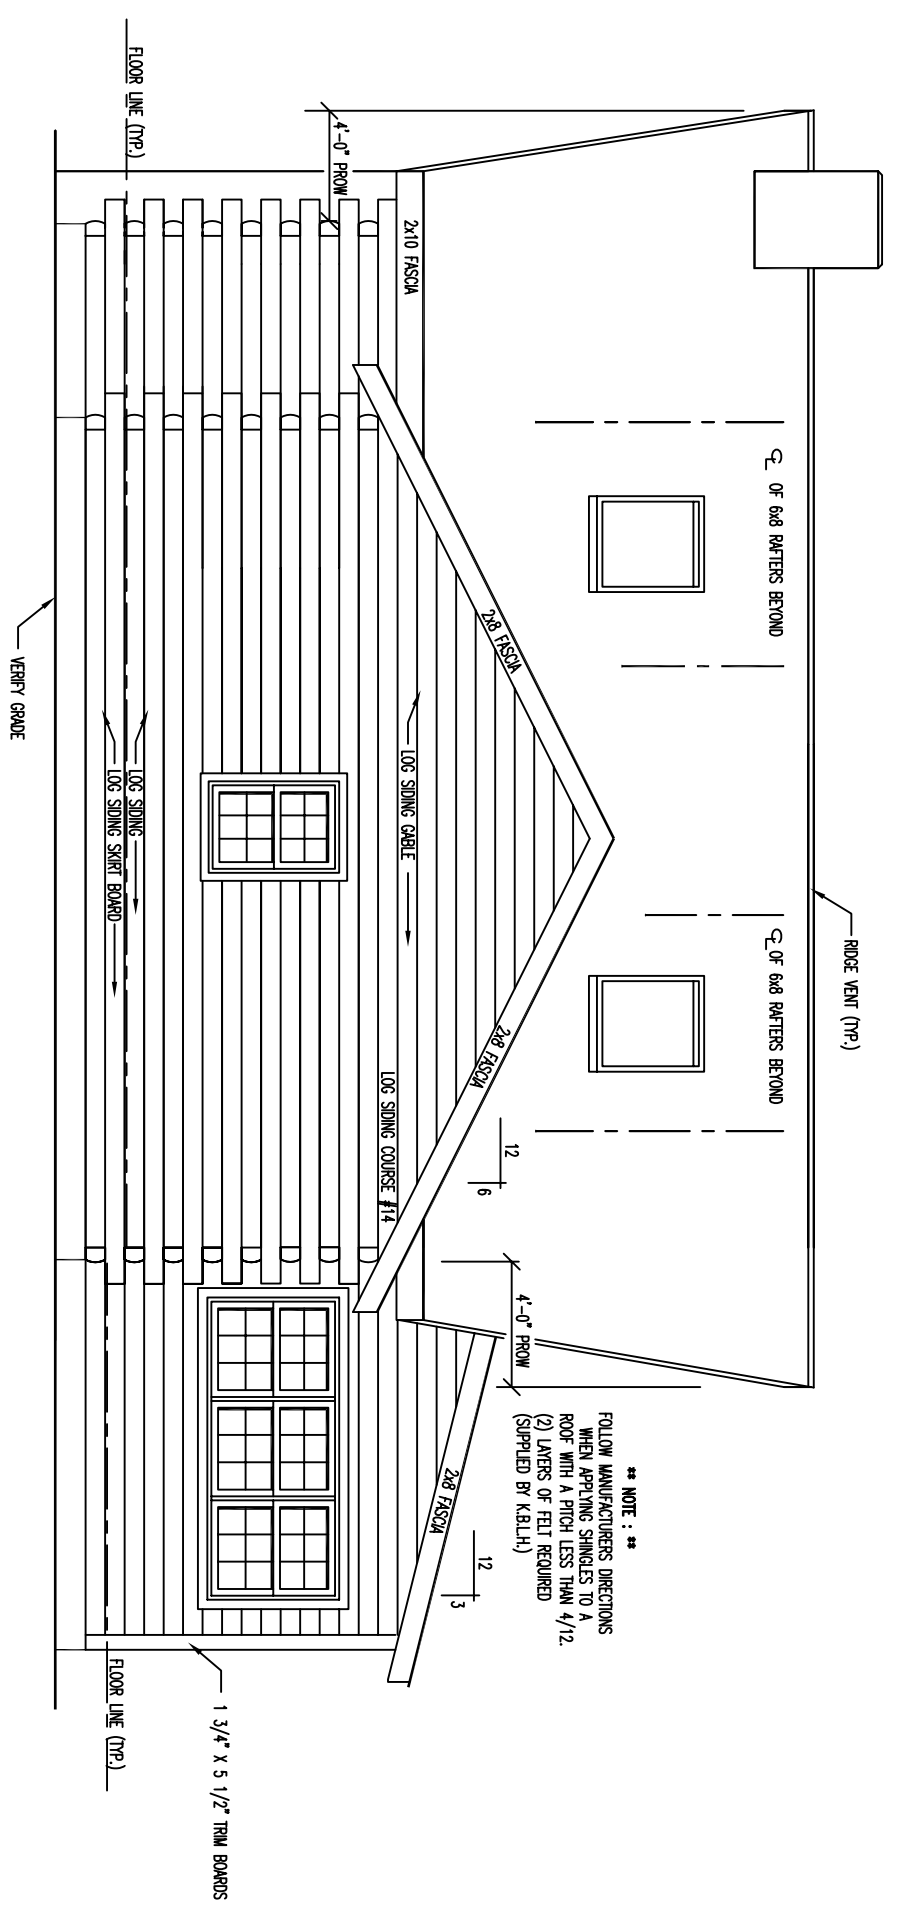 RIDGE VENT (TYP.)
℄ OF 6x8 RAFTERS BEYOND
℄ OF 6x8 RAFTERS BEYOND
** NOTE : **
FOLLOW MANUFACTURERS DIRECTIONS
WHEN APPLYING SHINGLES TO A
ROOF WITH A PITCH LESS THAN 4/12.
(2) LAYERS OF FELT REQUIRED
(SUPPLIED BY K.B.L.H.)
4'-0" PROW
12
6
2x8 FASCIA
2x8 FASCIA
12
3
2x8 FASCIA
2x10 FASCIA
LOG SIDING GABLE
LOG SIDING COURSE #14
4'-0" PROW
1 3/4" X 5 1/2" TRIM BOARDS
FLOOR LINE (TYP.)
LOG SIDING
LOG SIDING SKIRT BOARD
FLOOR LINE (TYP.)
VERIFY GRADE